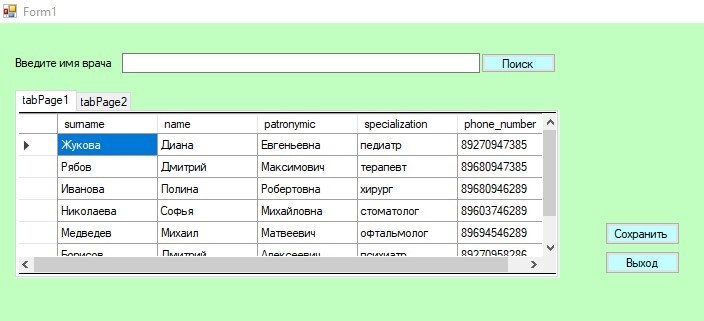 Form1
Введите имя врача Поиск
tabPage1 tabPage2
surname name patronymic specialization phone_number
Жукова Диана Евгеньевна педиатр 89270947385
Рябов Дмитрий Максимович терапевт 89680947385
Иванова Полина Робертовна хирург 89680946289
Николаева Софья Михайловна стоматолог 89603746289
Медведев Михаил Матвеевич офтальмолог 89694546289
Борисов Дмитрий Алексеевич психиатр 89270958286
Сохранить
Выход